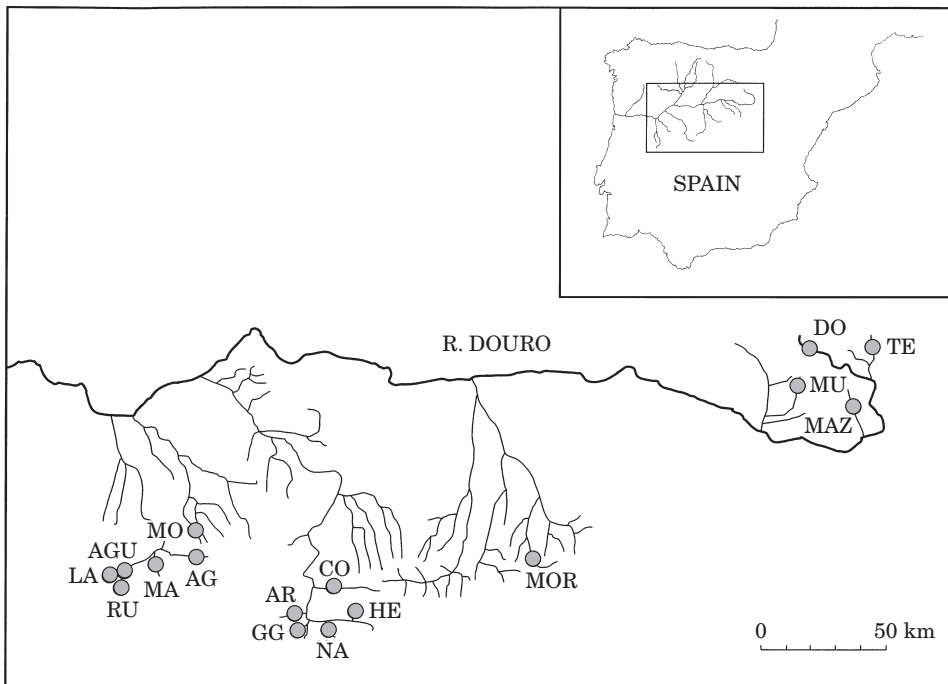 SPAIN
R. DOURO
DO
TE
MU
MAZ
MO
AGU
LA
MA
AG
RU
MOR
CO
AR
HE
GG
NA
0
50 km